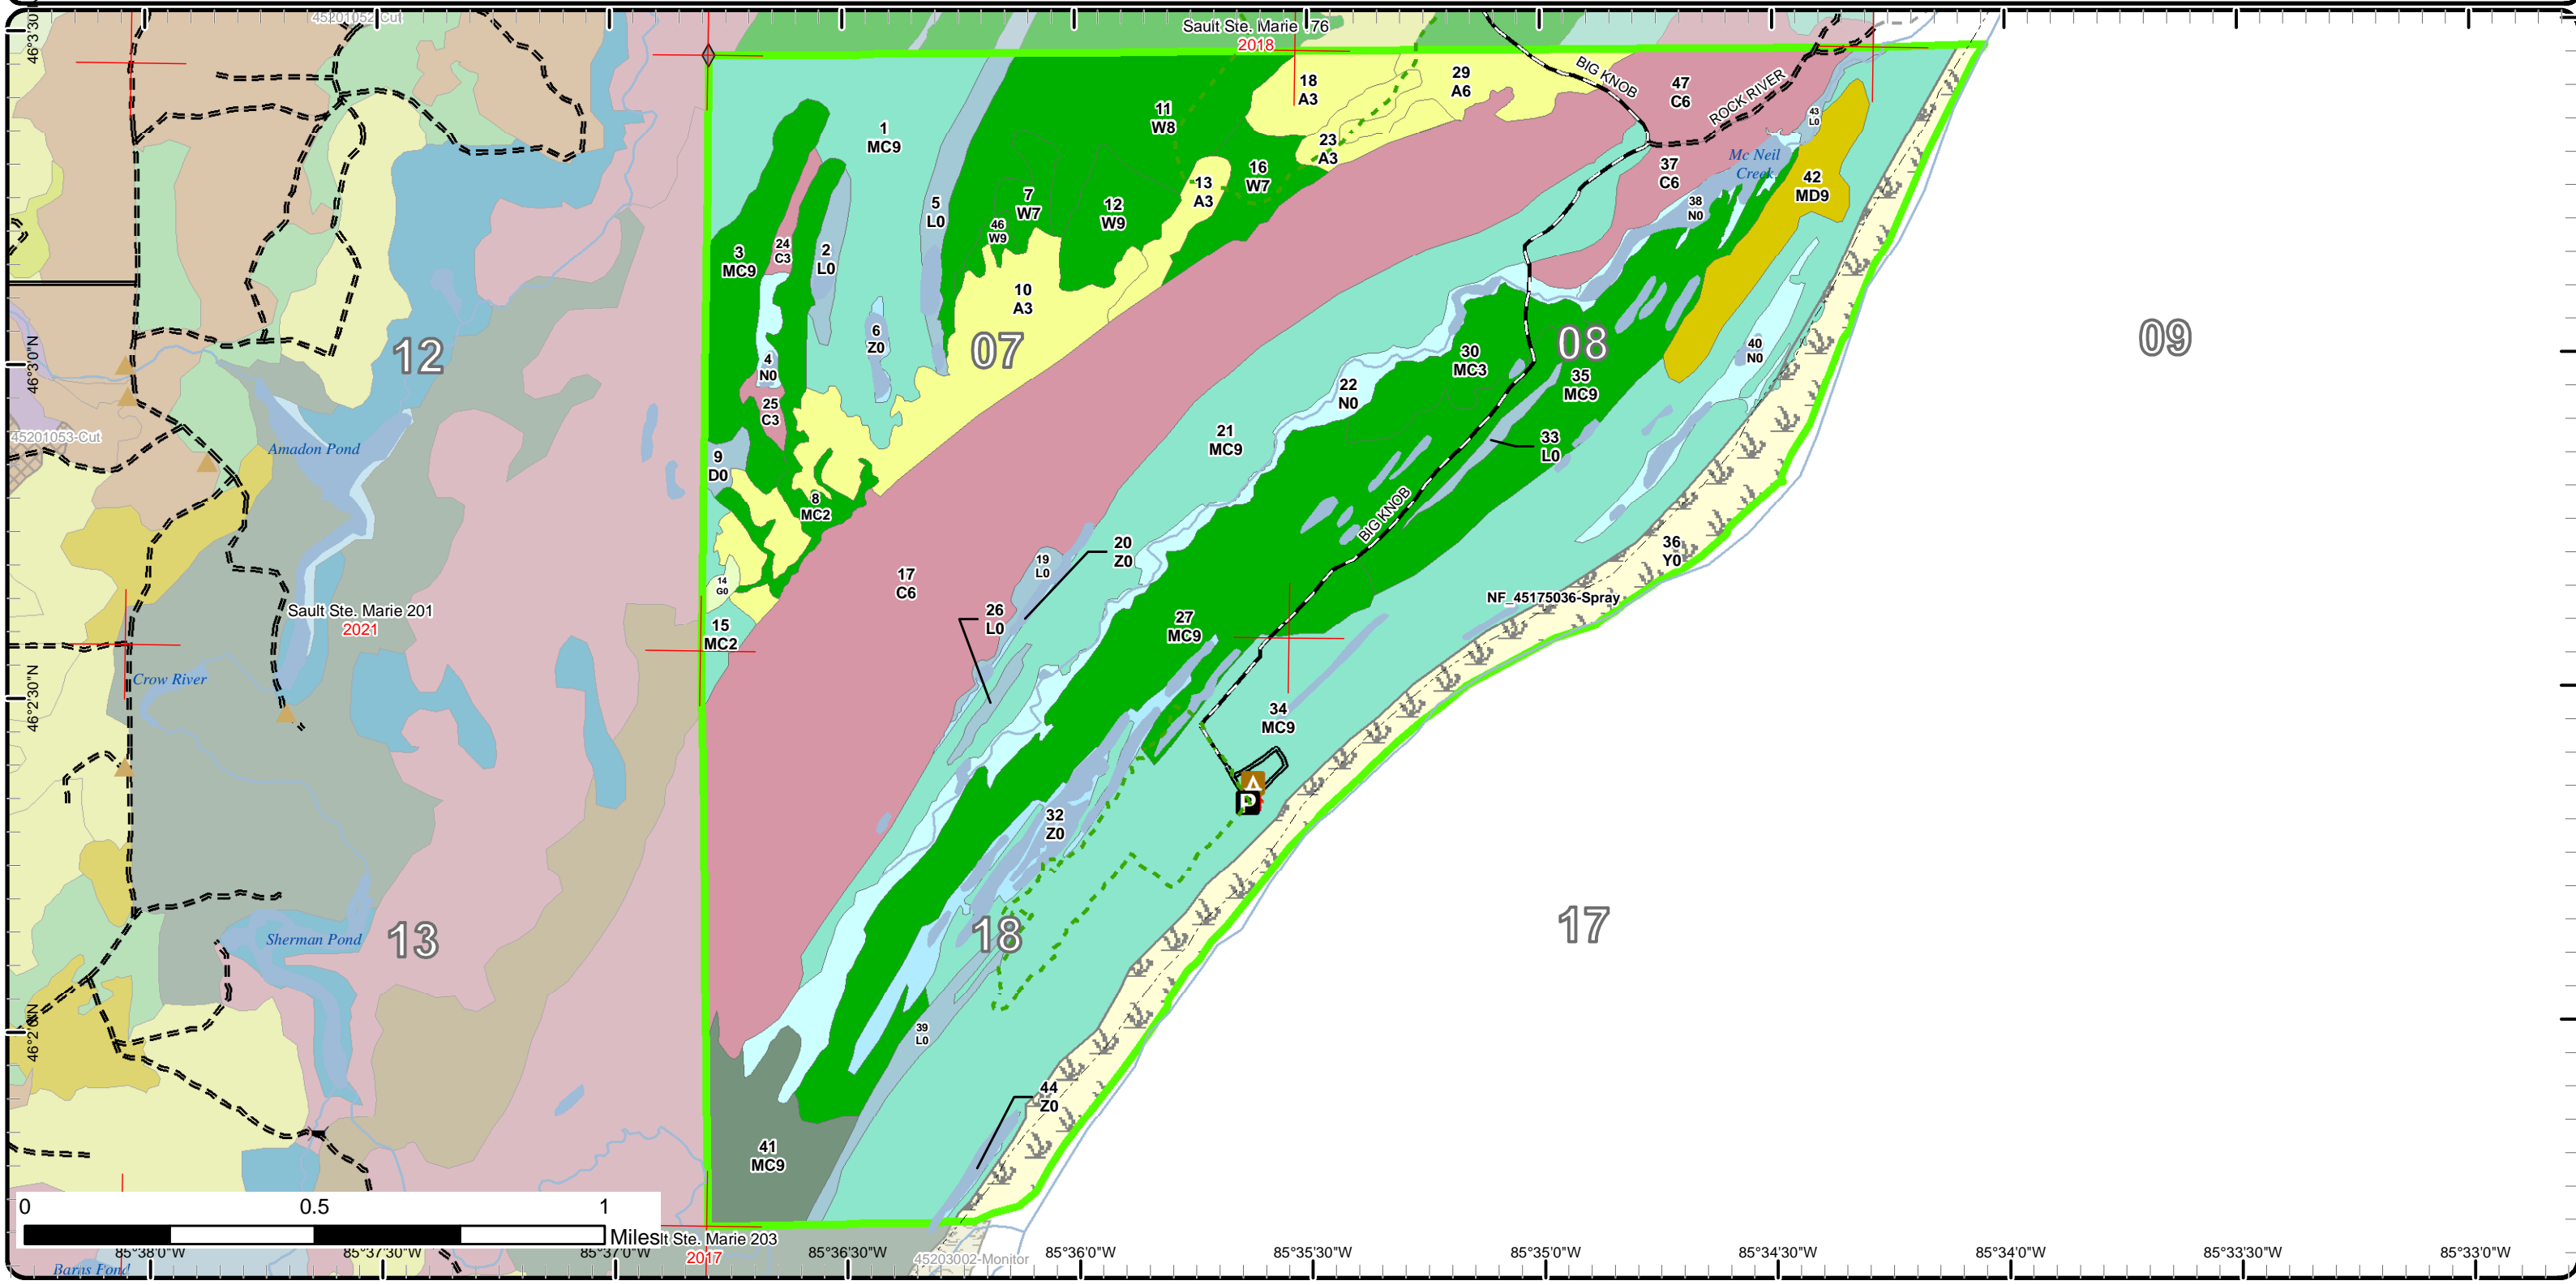 45201052-Cut
Sault Ste. Marie 176
2018
46°3'30"N
46°3'0"N
46°2'30"N
46°2'0"N
BIG KNOB
ROCK RIVER
1
MC9
11
W8
18
A3
29
A6
47
C6
43
L0
Mc Neil
Creek
23
A3
16
W7
13
A3
7
W7
12
W9
46
W9
5
L0
37
C6
42
MD9
38
N0
3
MC9
24
C3
2
L0
10
A3
6
Z0
4
N0
25
C3
07
08
09
12
30
MC3
35
MC9
40
N0
22
N0
21
MC9
33
L0
45201053-Cut
Amadon Pond
9
D0
8
MC2
BIG KNOB
36
Y0
NF_45175036-Spray
20
Z0
19
L0
17
C6
14
G0
15
MC2
26
L0
27
MC9
Sault Ste. Marie 201
2021
Crow River
34
MC9
P
32
Z0
18
17
13
Sherman Pond
39
L0
44
Z0
41
MC9
0
0.5
1
Miles
lt Ste. Marie 203
2017
45203002-Monitor
Barns Pond
85°38'0"W
85°37'30"W
85°37'0"W
85°36'30"W
85°36'0"W
85°35'30"W
85°35'0"W
85°34'30"W
85°34'0"W
85°33'30"W
85°33'0"W